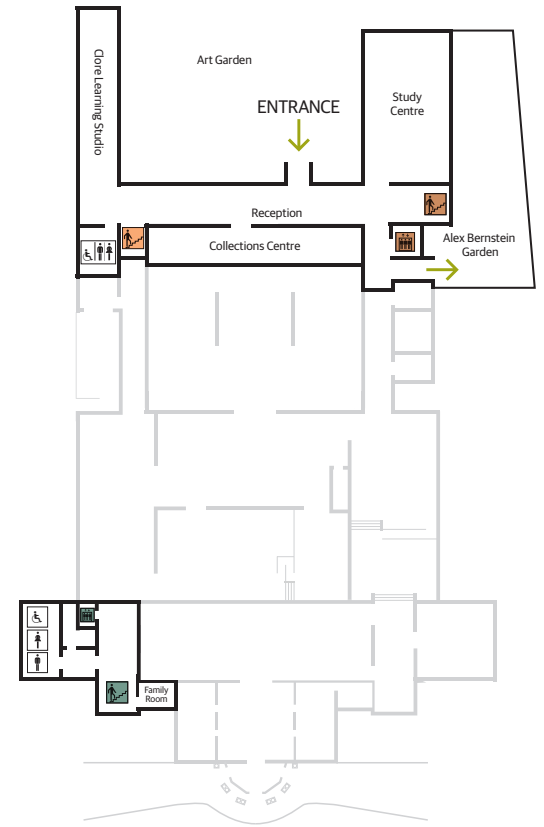 Clore Learning Studio
Art Garden
ENTRANCE
Study
Centre
Reception
Collections Centre
Alex Bernstein
Garden
Family
Room